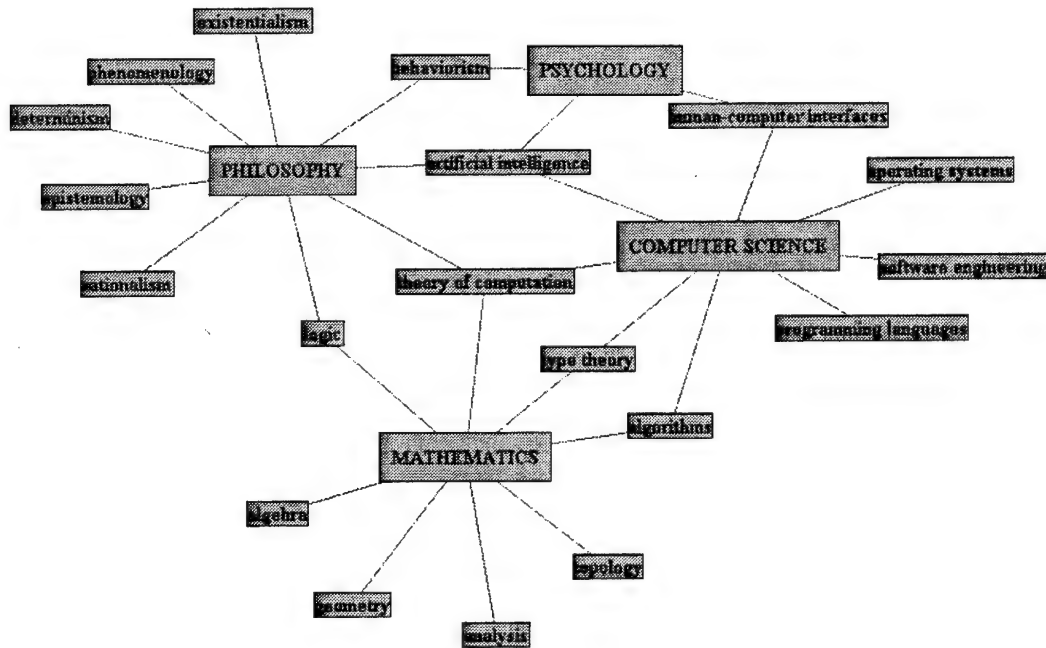 existentialism
phenomenology
behaviorism
PSYCHOLOGY
determinism
human-computer interfaces
PHILOSOPHY
artificial intelligence
operating systems
epistemology
COMPUTER SCIENCE
software engineering
rationalism
theory of computation
logic
programming languages
type theory
algorithms
MATHEMATICS
algebra
topology
geometry
analysis